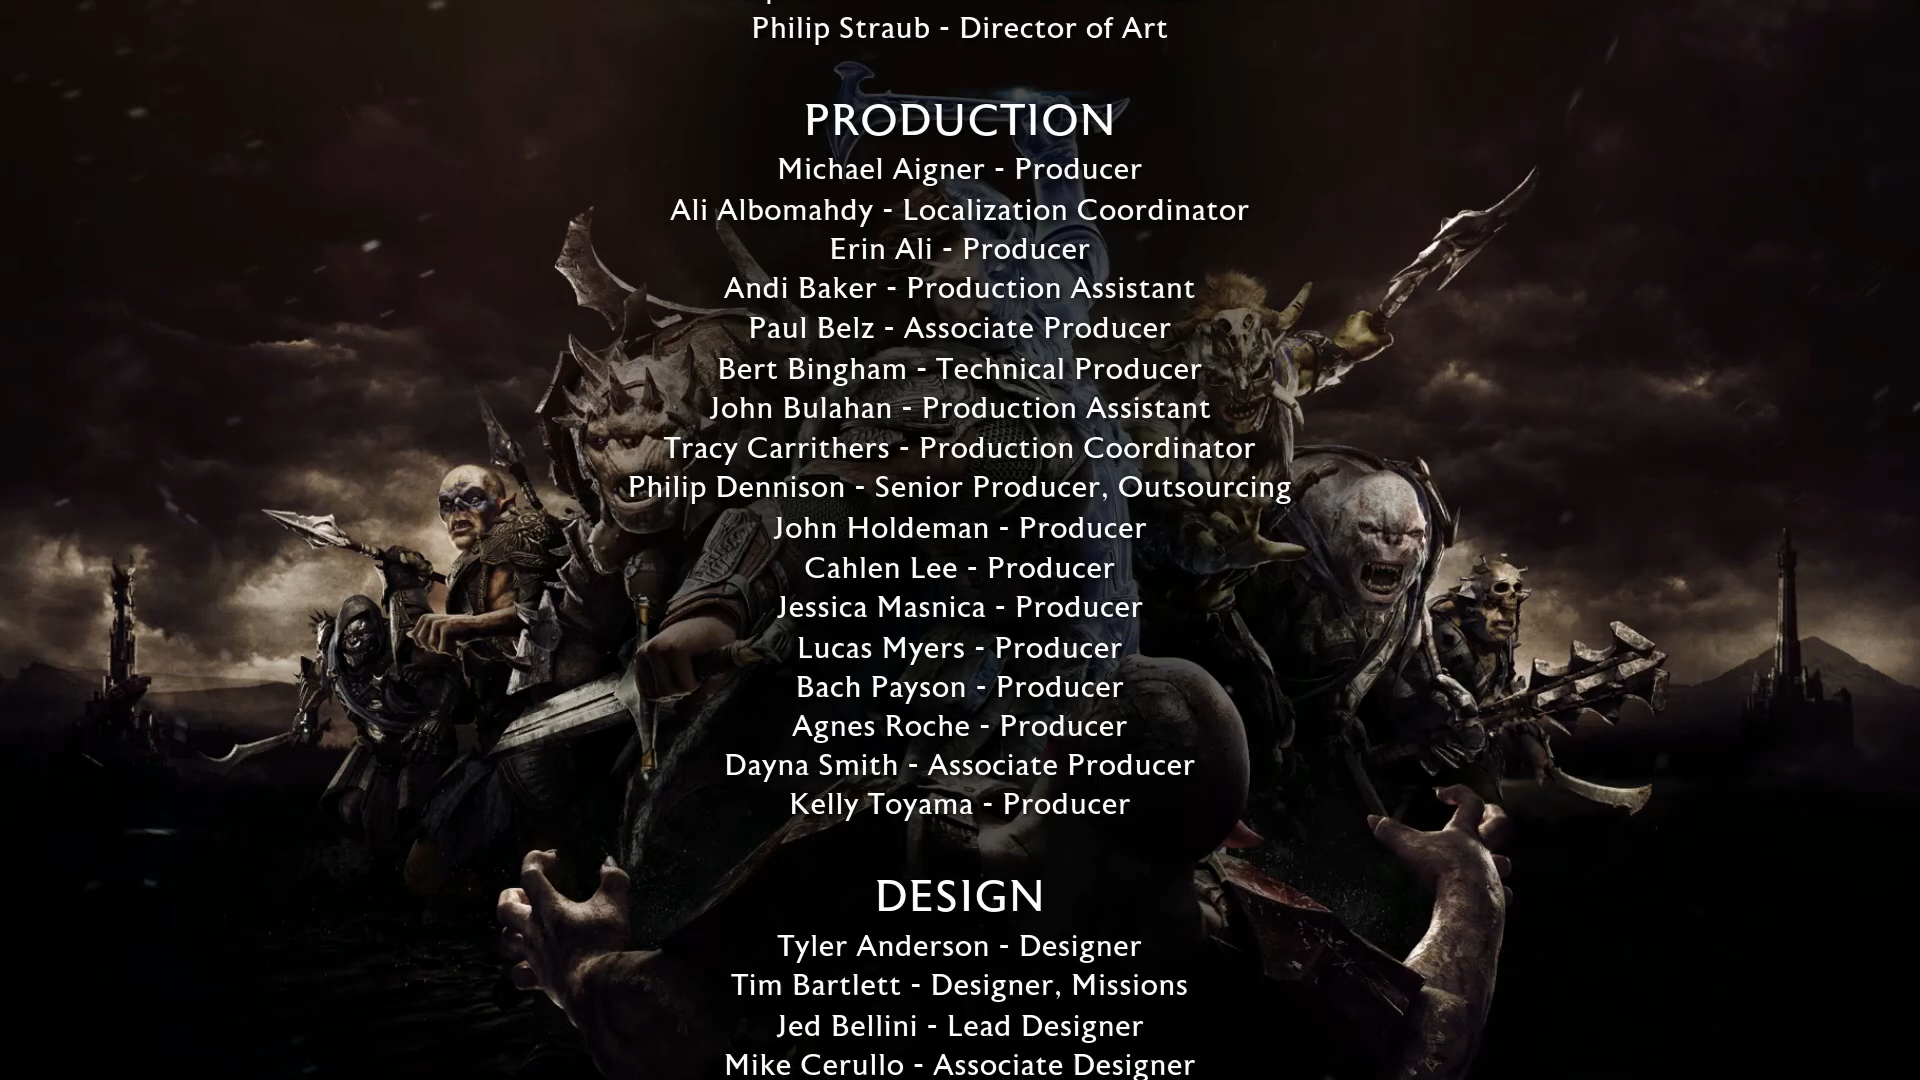 Philip Straub - Director of Art
PRODUCTION
Michael Aigner - Producer
Ali Albomahdy - Localization Coordinator
Erin Ali - Producer
Andi Baker - Production Assistant
Paul Belz - Associate Producer
Bert Bingham - Technical Producer
John Bulahan - Production Assistant
Tracy Carrithers - Production Coordinator
Philip Dennison - Senior Producer, Outsourcing
John Holdeman - Producer
Cahlen Lee - Producer
Jessica Masnica - Producer
Lucas Myers - Producer
Bach Payson - Producer
Agnes Roche - Producer
Dayna Smith - Associate Producer
Kelly Toyama - Producer
DESIGN
Tyler Anderson - Designer
Tim Bartlett - Designer, Missions
Jed Bellini - Lead Designer
Mike Cerullo - Associate Designer